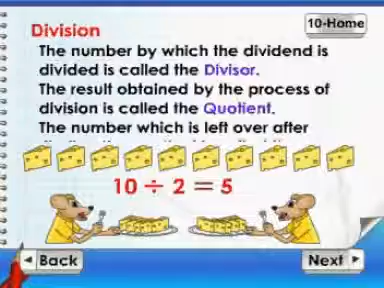 10-Home
Division
The number by which the dividend is
divided is called the Divisor.
The result obtained by the process of
division is called the Quotient.
The number which is left over after
10 ÷ 2 = 5
Back
Next